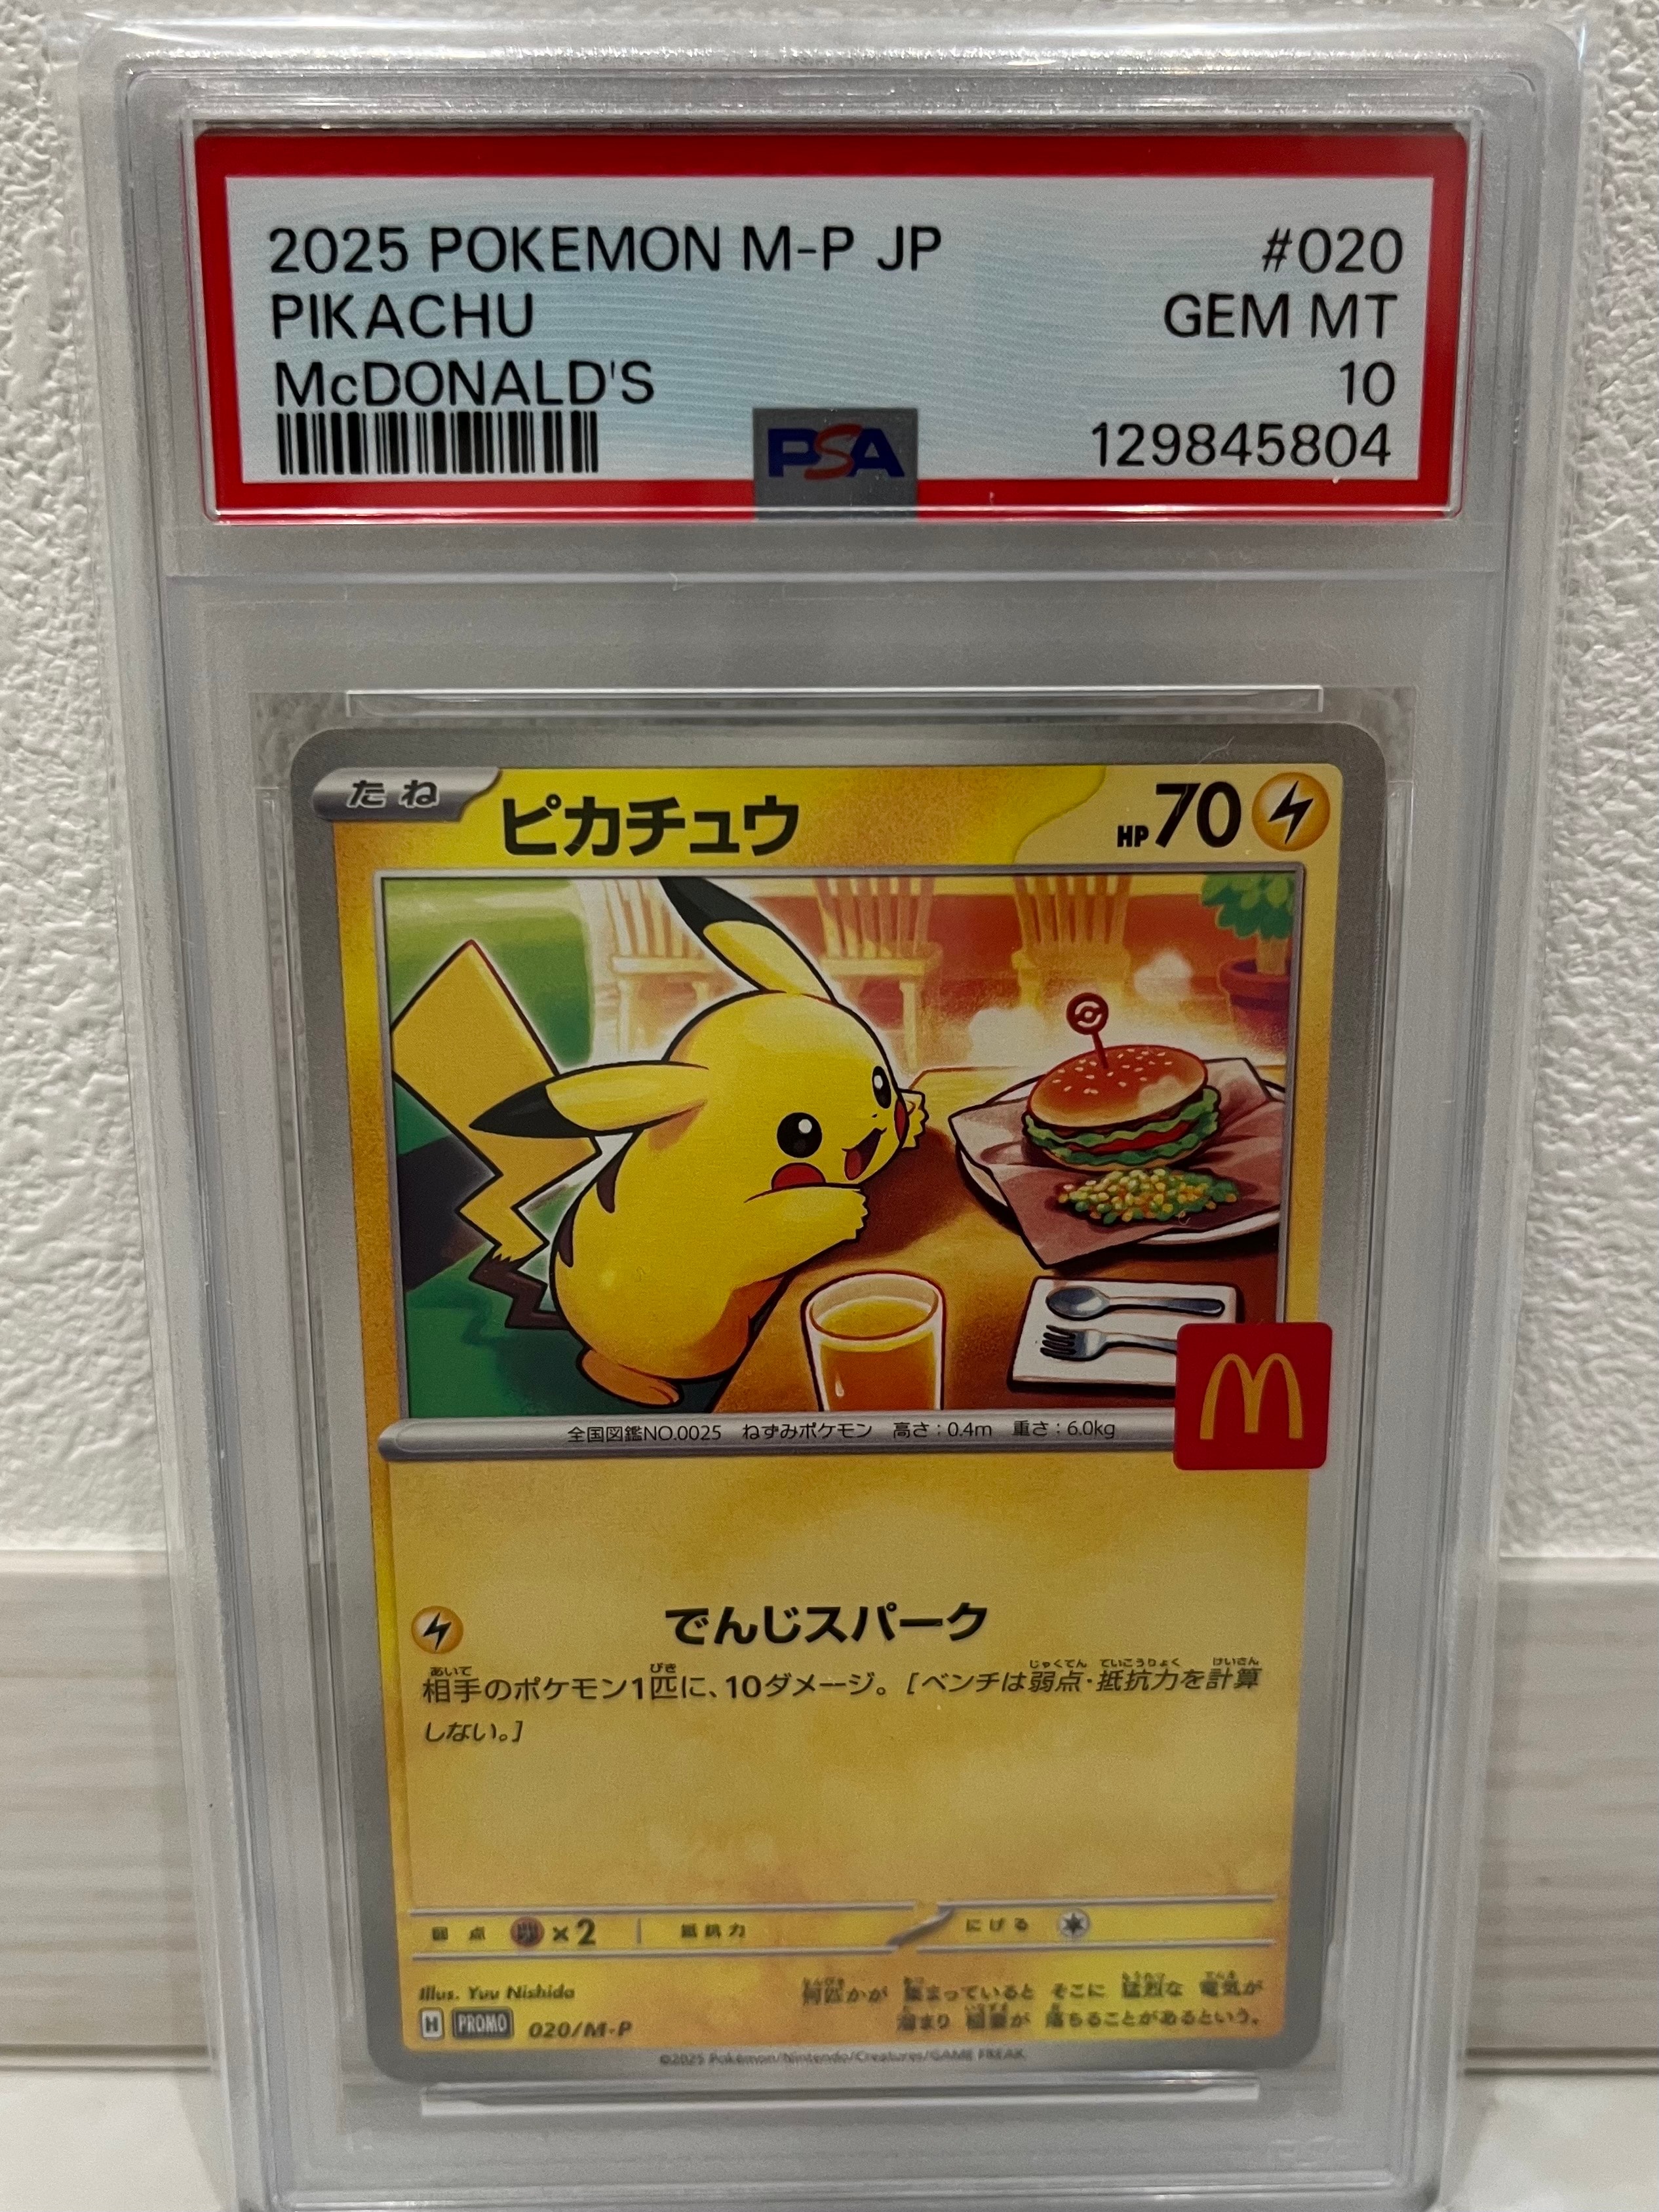 2025 POKEMON M-P JP #020
PIKACHU GEM MT
McDONALD'S 10
PSA 129845804
たね ピカチュウ HP70
全国図鑑NO.0025 ねずみポケモン 高さ：0.4m 重さ：6.0kg
でんじスパーク
相手のポケモン1匹に、10ダメージ。［ベンチは弱点・抵抗力を計算
しない。］
弱点 ×2 抵抗力 にげる
Illus. Yuu Nishida
何匹かが 集まっていると そこに 猛烈な 電気が
溜まり 稲妻が 落ちることがあるという。
H PROMO 020/M-P
©2025 Pokémon/Nintendo/Creatures/GAME FREAK